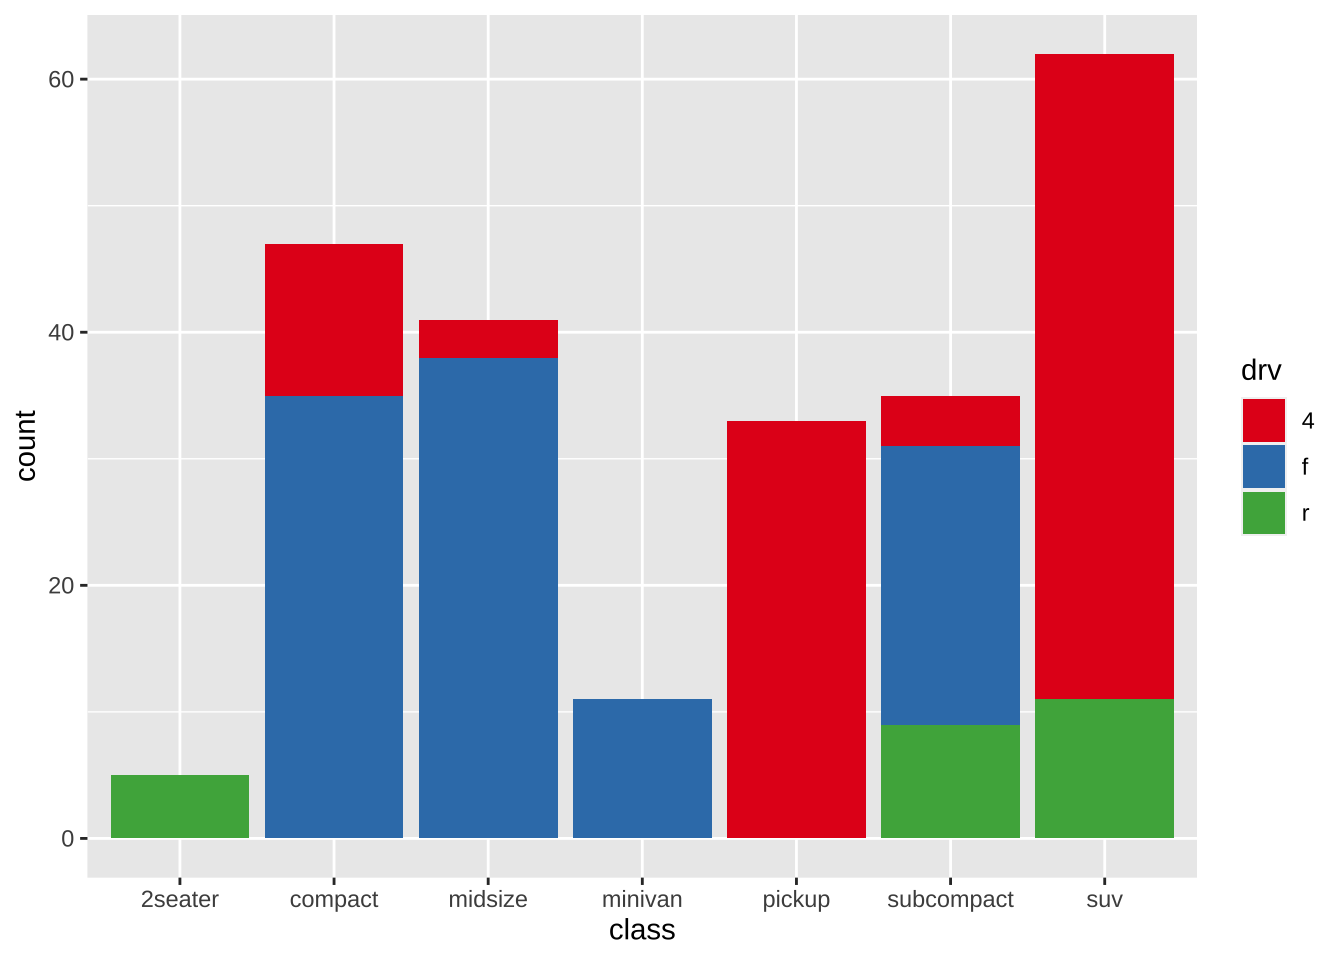 60
40
20
0
count
2seater compact midsize minivan pickup subcompact suv
class
drv
4
f
r